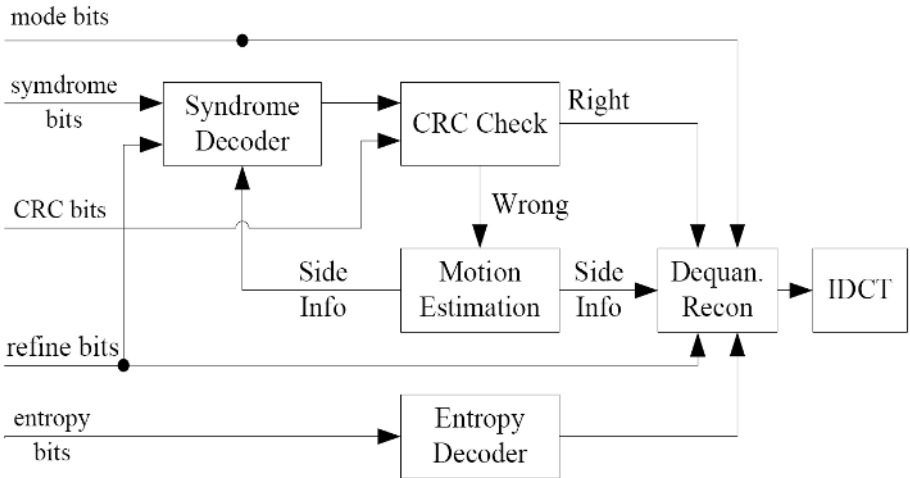 mode bits
symdrome
bits
Syndrome
Decoder
CRC Check
Right
CRC bits
Wrong
Side
Info
Motion
Estimation
Side
Info
Dequan.
Recon
IDCT
refine bits
entropy
bits
Entropy
Decoder